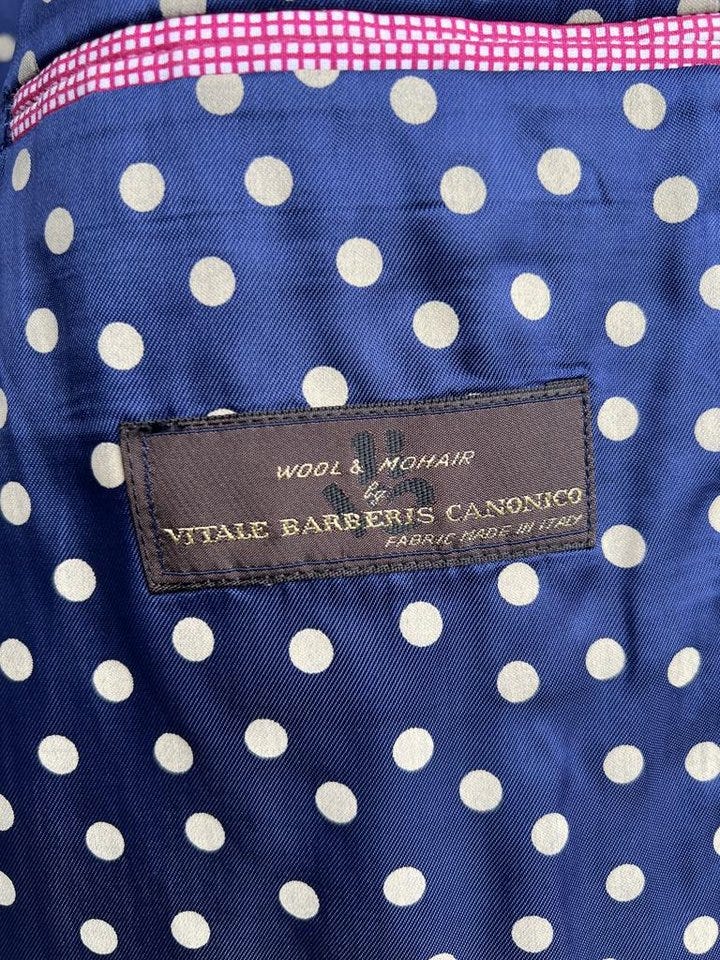 WOOL & MOHAIR
by
VITALE BARBERIS CANONICO
FABRIC MADE IN ITALY